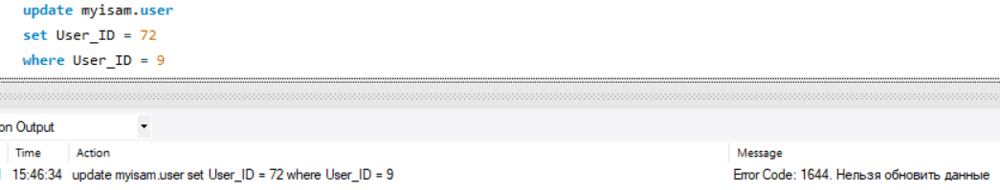 update myisam.user
set User_ID = 72
where User_ID = 9
on Output
Time Action Message
15:46:34 update myisam.user set User_ID = 72 where User_ID = 9 Error Code: 1644. Нельзя обновить данные